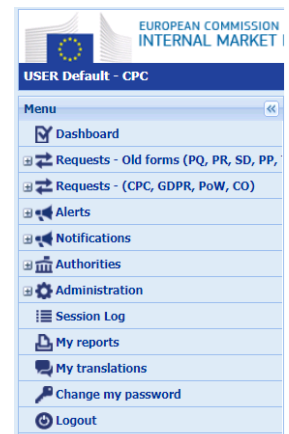 EUROPEAN COMMISSION
INTERNAL MARKET
USER Default - CPC
Menu
Dashboard
Requests - Old forms (PQ, PR, SD, PP,
Requests - (CPC, GDPR, PoW, CO)
Alerts
Notifications
Authorities
Administration
Session Log
My reports
My translations
Change my password
Logout